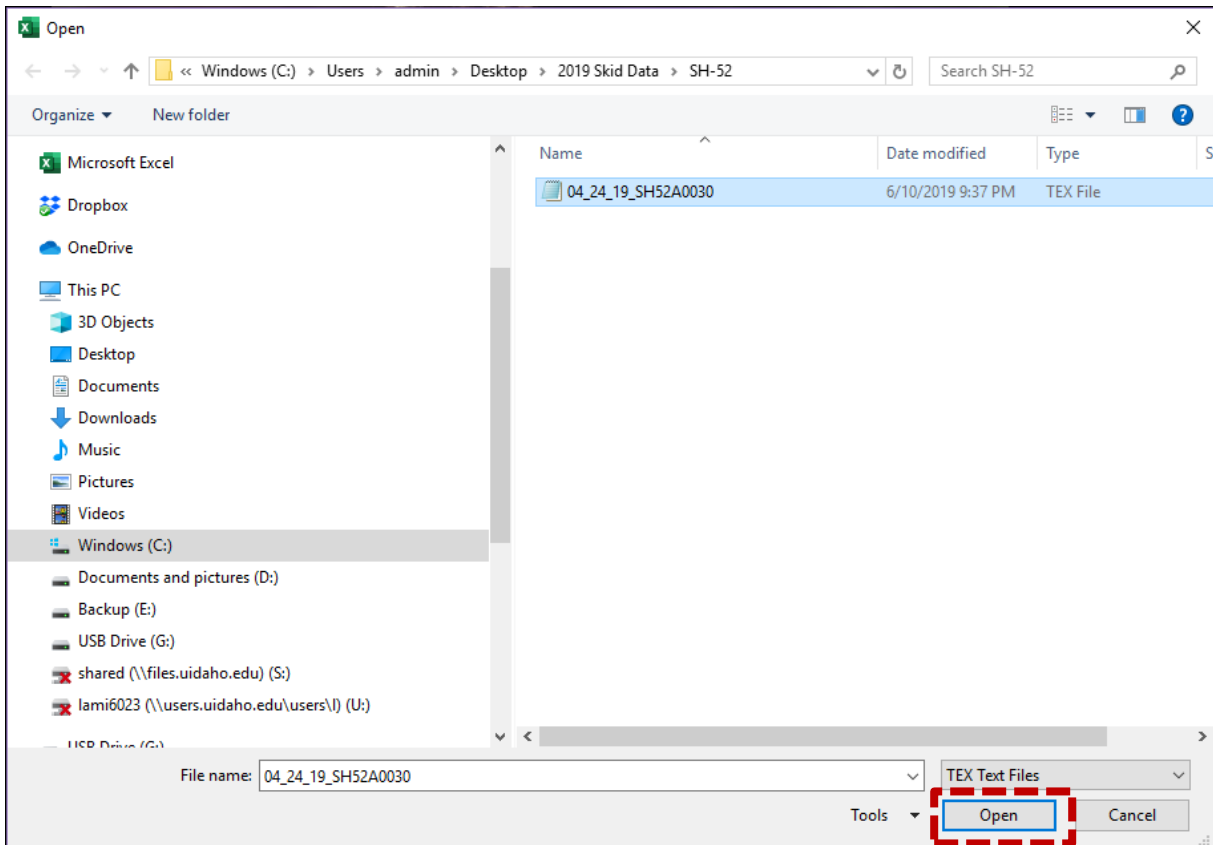 Open
« Windows (C:) > Users > admin > Desktop > 2019 Skid Data > SH-52
Search SH-52
Organize
New folder
Name
Date modified
Type
S
Microsoft Excel
Dropbox
OneDrive
This PC
3D Objects
Desktop
Documents
Downloads
Music
Pictures
Videos
Windows (C:)
Documents and pictures (D:)
Backup (E:)
USB Drive (G:)
shared (\\files.uidaho.edu) (S:)
lami6023 (\\users.uidaho.edu\users\l) (U:)
USB Drive (G:)
04_24_19_SH52A0030
6/10/2019 9:37 PM
TEX File
File name:
04_24_19_SH52A0030
TEX Text Files
Tools
Open
Cancel